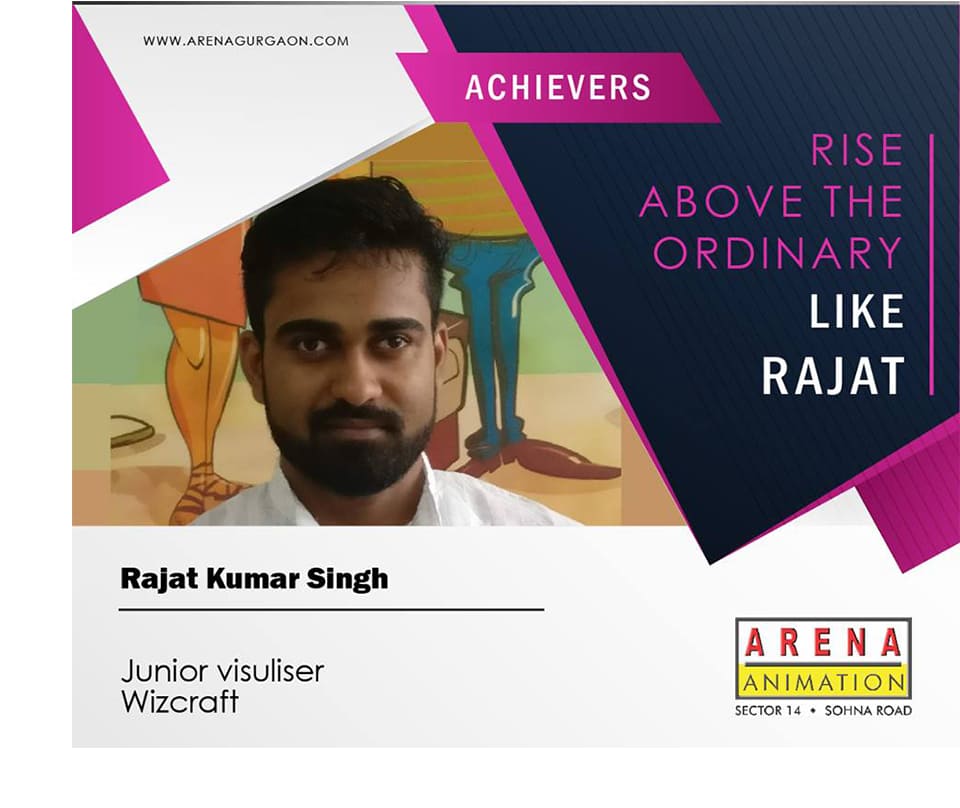 WWW.ARENAGURGAON.COM
ACHIEVERS
RISE
ABOVE THE
ORDINARY
LIKE
RAJAT
Rajat Kumar Singh
Junior visuliser
Wizcraft
ARENA
ANIMATION
SECTOR 14 • SOHNA ROAD